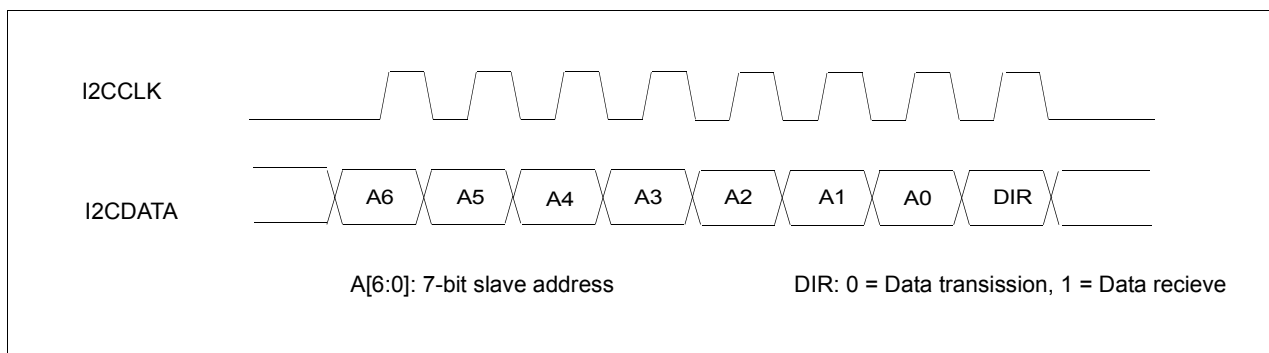 I2CCLK
I2CDATA
A6 A5 A4 A3 A2 A1 A0 DIR
A[6:0]: 7-bit slave address
DIR: 0 = Data transission, 1 = Data recieve